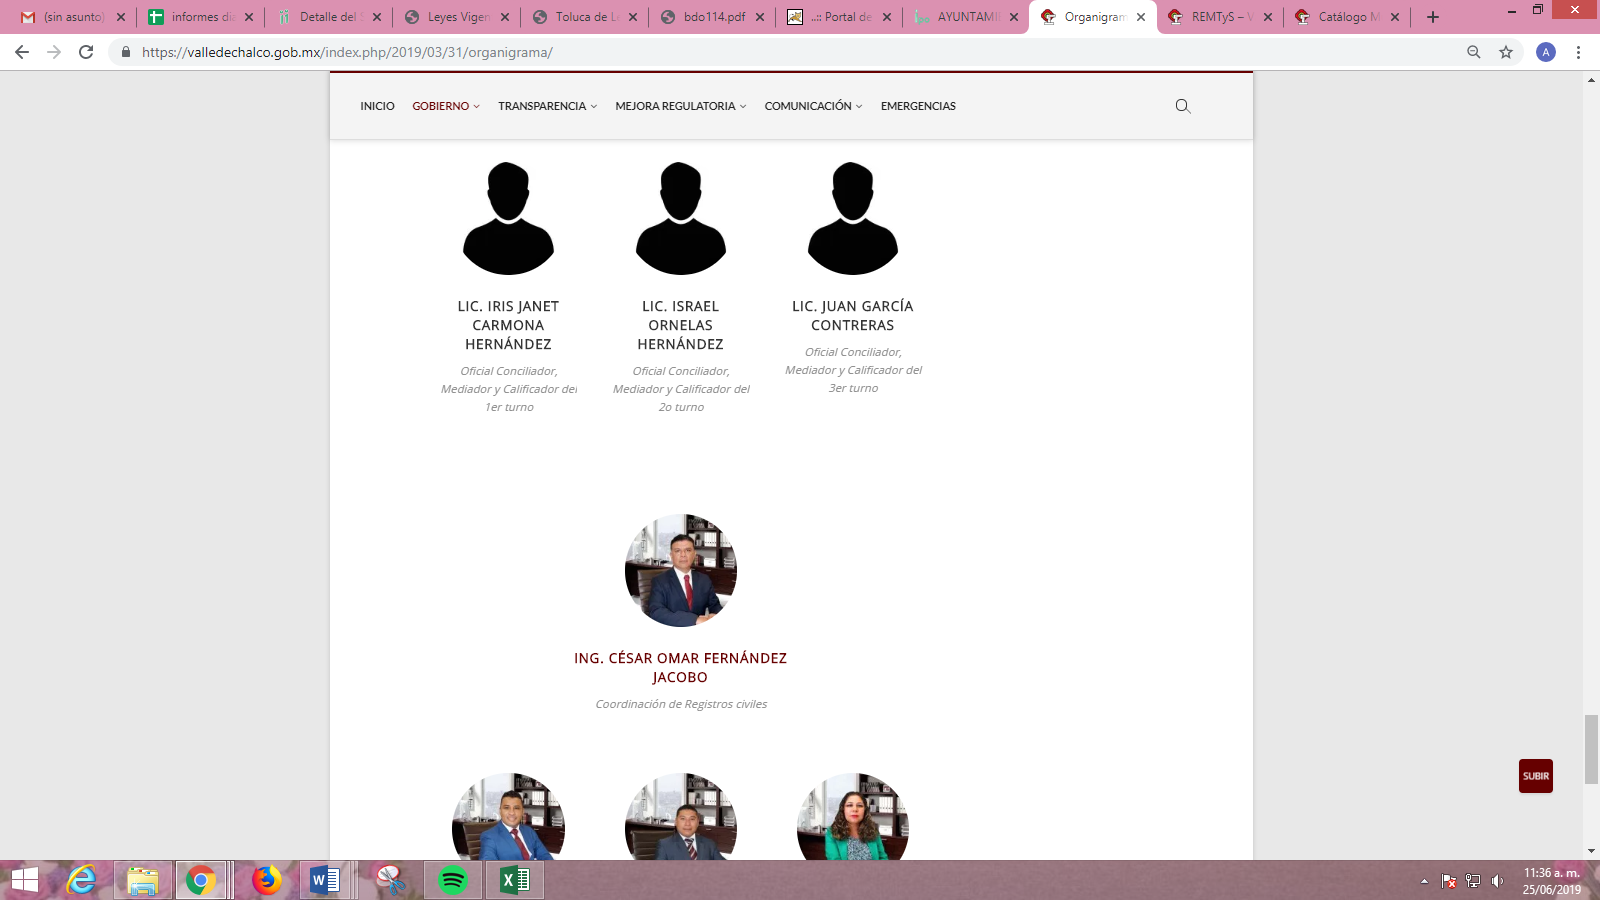 (sin asunto)
informes di
Detalle del S
Leyes Vigen
Toluca de L
bdo114.pdf
..:: Portal de
AYUNTAMI
Organigram
REMTyS – V
Catálogo M
https://valledechalco.gob.mx/index.php/2019/03/31/organigrama/
A
INICIO GOBIERNO TRANSPARENCIA MEJORA REGULATORIA COMUNICACIÓN EMERGENCIAS
LIC. IRIS JANET
CARMONA
HERNÁNDEZ
Oficial Conciliador,
Mediador y Calificador del
1er turno
LIC. ISRAEL
ORNELAS
HERNÁNDEZ
Oficial Conciliador,
Mediador y Calificador del
2o turno
LIC. JUAN GARCÍA
CONTRERAS
Oficial Conciliador,
Mediador y Calificador del
3er turno
ING. CÉSAR OMAR FERNÁNDEZ
JACOBO
Coordinación de Registros civiles
SUBIR
11:36 a. m.
25/06/2019